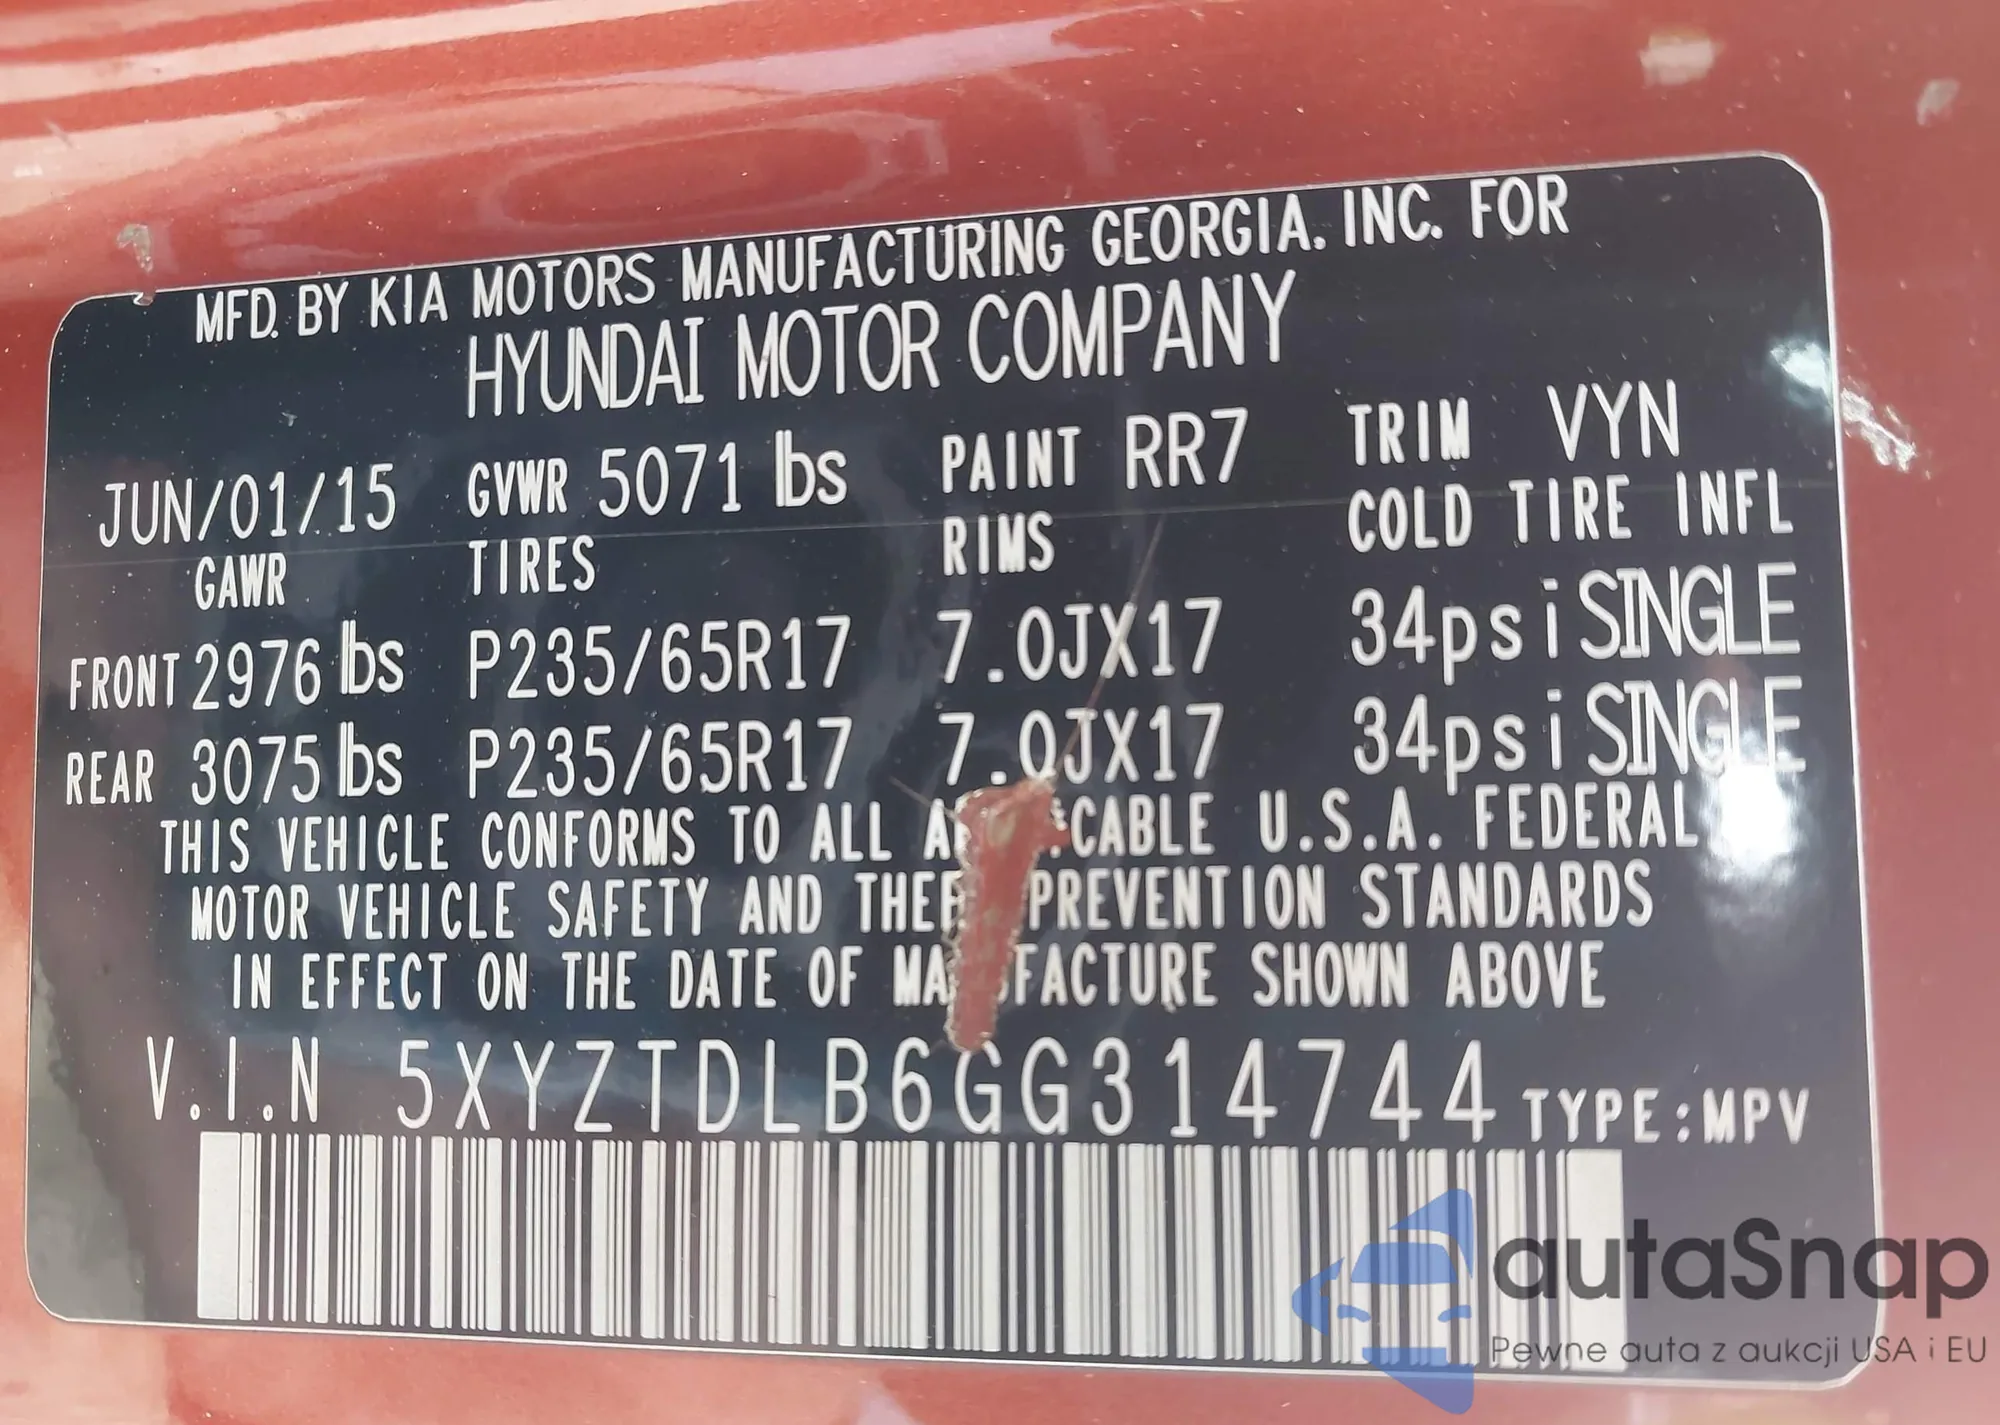 MFD. BY KIA MOTORS MANUFACTURING GEORGIA. INC. FOR
HYUNDAI MOTOR COMPANY
JUN/01/15 GVWR 5071 lbs PAINT RR7 TRIM VYN
GAWR TIRES RIMS COLD TIRE INFL
FRONT 2976 lbs P235/65R17 7.0JX17 34psi SINGLE
REAR 3075 lbs P235/65R17 7.0JX17 34psi SINGLE
THIS VEHICLE CONFORMS TO ALL U.S.A. FEDERAL
MOTOR VEHICLE SAFETY AND PREVENTION STANDARDS
IN EFFECT ON THE DATE OF SHOWN ABOVE
V.I.N 5XYZTDLB6GG314744 TYPE:MPV
autaSnap
Pewne auta z aukcji USA i EU